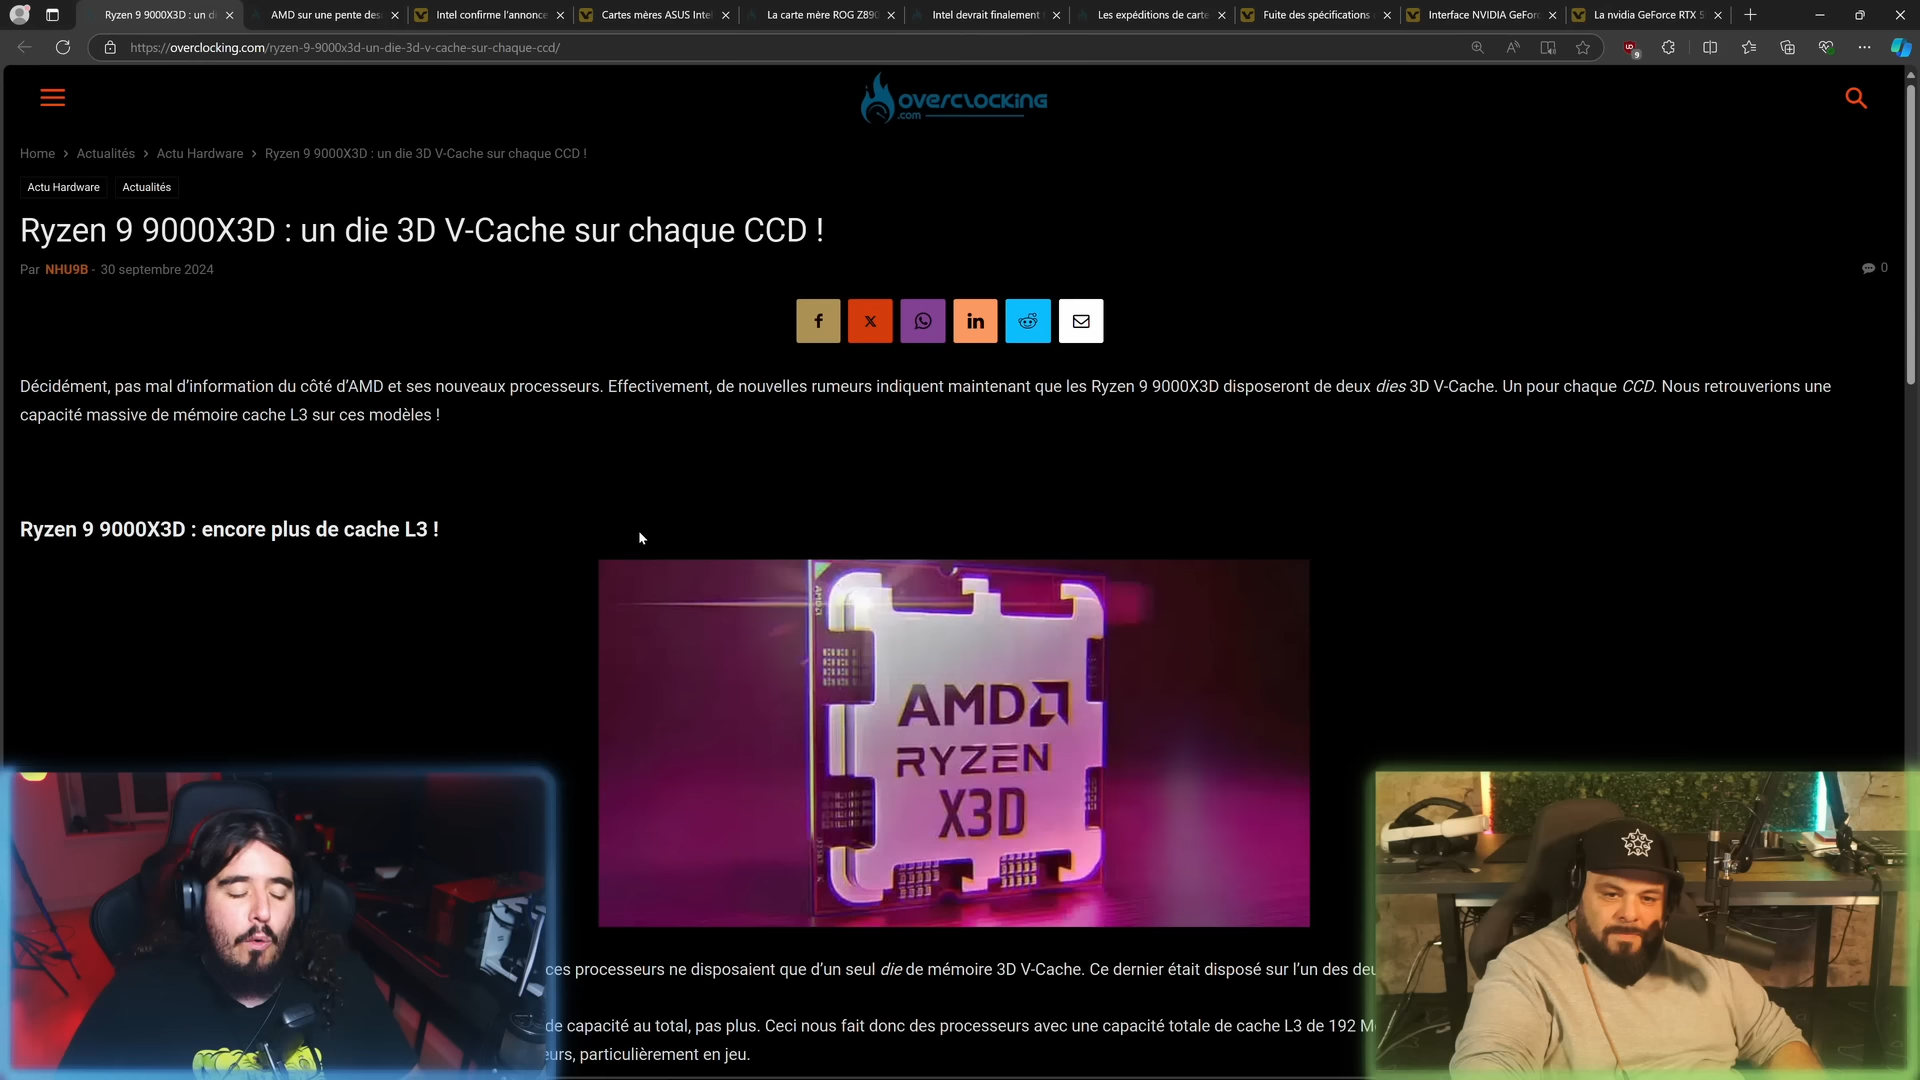 Ryzen 9 9000X3D : un di
AMD sur une pente des
Intel confirme l'annonce
Cartes mères ASUS Intel
La carte mère ROG Z890
Intel devrait finalement
Les expéditions de carte
Fuite des spécifications
Interface NVIDIA GeForc
La nvidia GeForce RTX 5
https://overclocking.com/ryzen-9-9000x3d-un-die-3d-v-cache-sur-chaque-ccd/
9
OVERCLOCKING
.com
Home > Actualités > Actu Hardware > Ryzen 9 9000X3D : un die 3D V-Cache sur chaque CCD !
Actu Hardware
Actualités
Ryzen 9 9000X3D : un die 3D V-Cache sur chaque CCD !
Par NHU9B - 30 septembre 2024
0
Décidément, pas mal d'information du côté d'AMD et ses nouveaux processeurs. Effectivement, de nouvelles rumeurs indiquent maintenant que les Ryzen 9 9000X3D disposeront de deux dies 3D V-Cache. Un pour chaque CCD. Nous retrouverions une
capacité massive de mémoire cache L3 sur ces modèles !
Ryzen 9 9000X3D : encore plus de cache L3 !
AMD
RYZEN
X3D
ces processeurs ne disposaient que d'un seul die de mémoire 3D V-Cache. Ce dernier était disposé sur l'un des deu
de capacité au total, pas plus. Ceci nous fait donc des processeurs avec une capacité totale de cache L3 de 192 M
eurs, particulièrement en jeu.